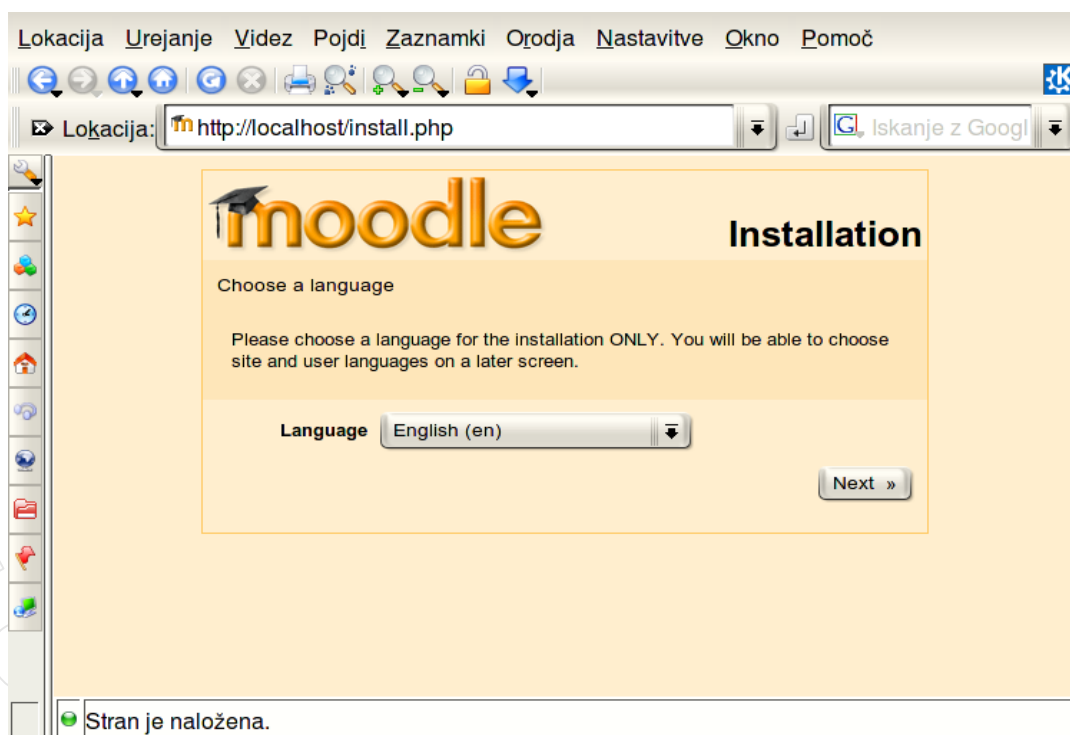 Lokacija Urejanje Videz Pojdi Zaznamki Orodja Nastavitve Okno Pomoč
Lokacija: http://localhost/install.php Iskanje z Googl
moodle
Installation
Choose a language
Please choose a language for the installation ONLY. You will be able to choose
site and user languages on a later screen.
Language English (en)
Next »
Stran je naložena.